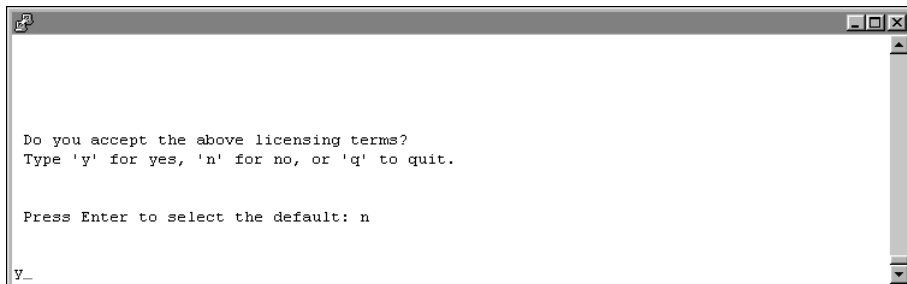 Do you accept the above licensing terms?
Type 'y' for yes, 'n' for no, or 'q' to quit.
Press Enter to select the default: n
y_